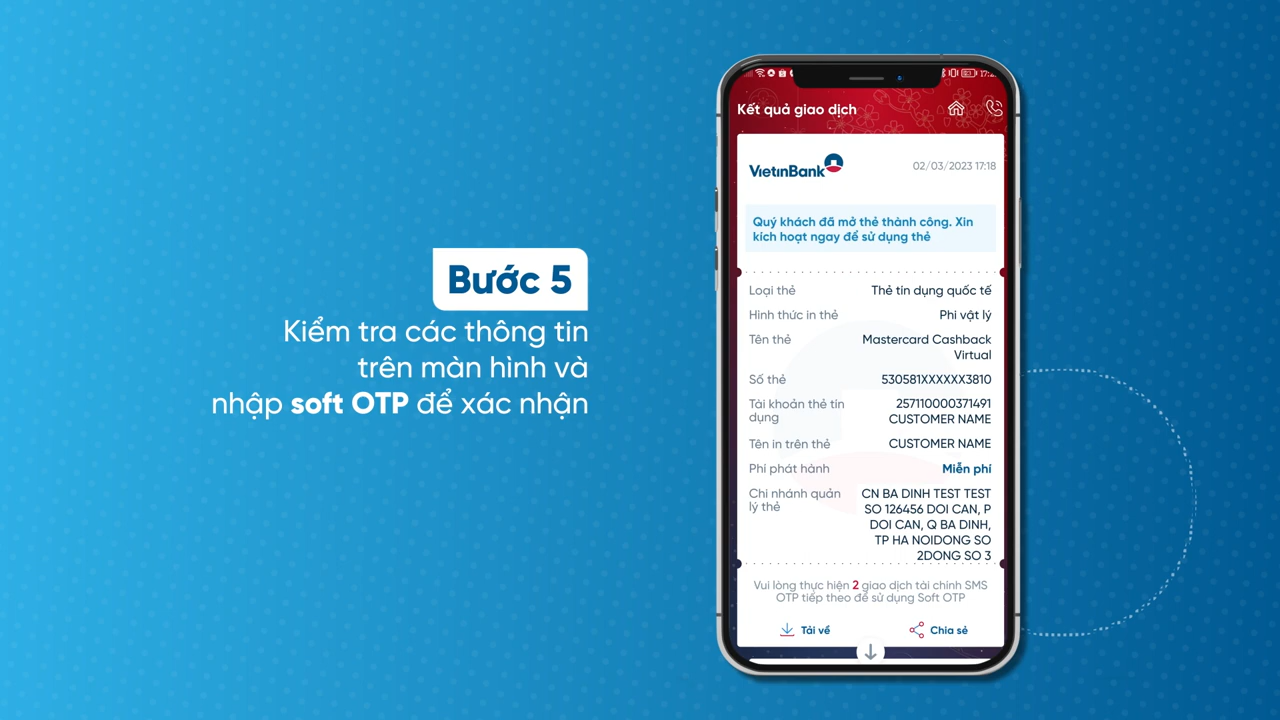 Bước 5
Kiểm tra các thông tin
trên màn hình và
nhập soft OTP để xác nhận
Kết quả giao dịch
VietinBank
02/03/2023 17:18
Quý khách đã mở thẻ thành công. Xin
kích hoạt ngay để sử dụng thẻ
Loại thẻ
Thẻ tín dụng quốc tế
Hình thức in thẻ
Phi vật lý
Tên thẻ
Mastercard Cashback
Virtual
Số thẻ
530581XXXXXX3810
Tài khoản thẻ tín
dụng
257110000371491
CUSTOMER NAME
Tên in trên thẻ
CUSTOMER NAME
Phí phát hành
Miễn phí
Chi nhánh quản
lý thẻ
CN BA DINH TEST TEST
SO 126456 DOI CAN, P
DOI CAN, Q BA DINH,
TP HA NOIDONG SO
2DONG SO 3
Vui lòng thực hiện 2 giao dịch tài chính SMS
OTP tiếp theo để sử dụng Soft OTP
Tải về
Chia sẻ